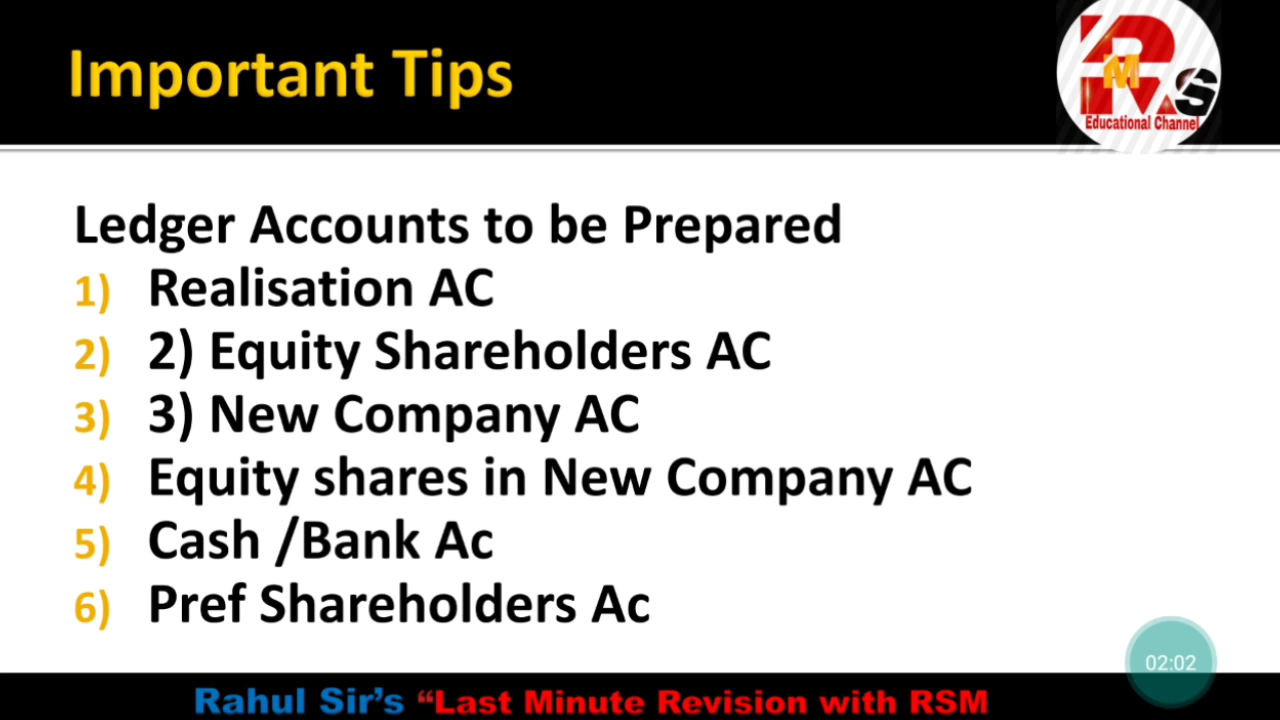 Important Tips
RMS
Educational Channel
Ledger Accounts to be Prepared
1) Realisation AC
2) 2) Equity Shareholders AC
3) 3) New Company AC
4) Equity shares in New Company AC
5) Cash /Bank Ac
6) Pref Shareholders Ac
02:02
Rahul Sir’s “Last Minute Revision with RSM